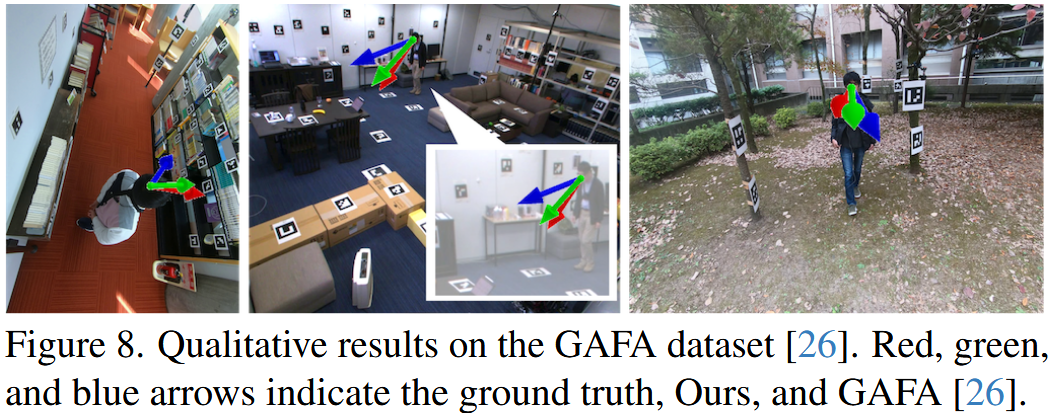 Figure 8. Qualitative results on the GAFA dataset [26]. Red, green,
and blue arrows indicate the ground truth, Ours, and GAFA [26].